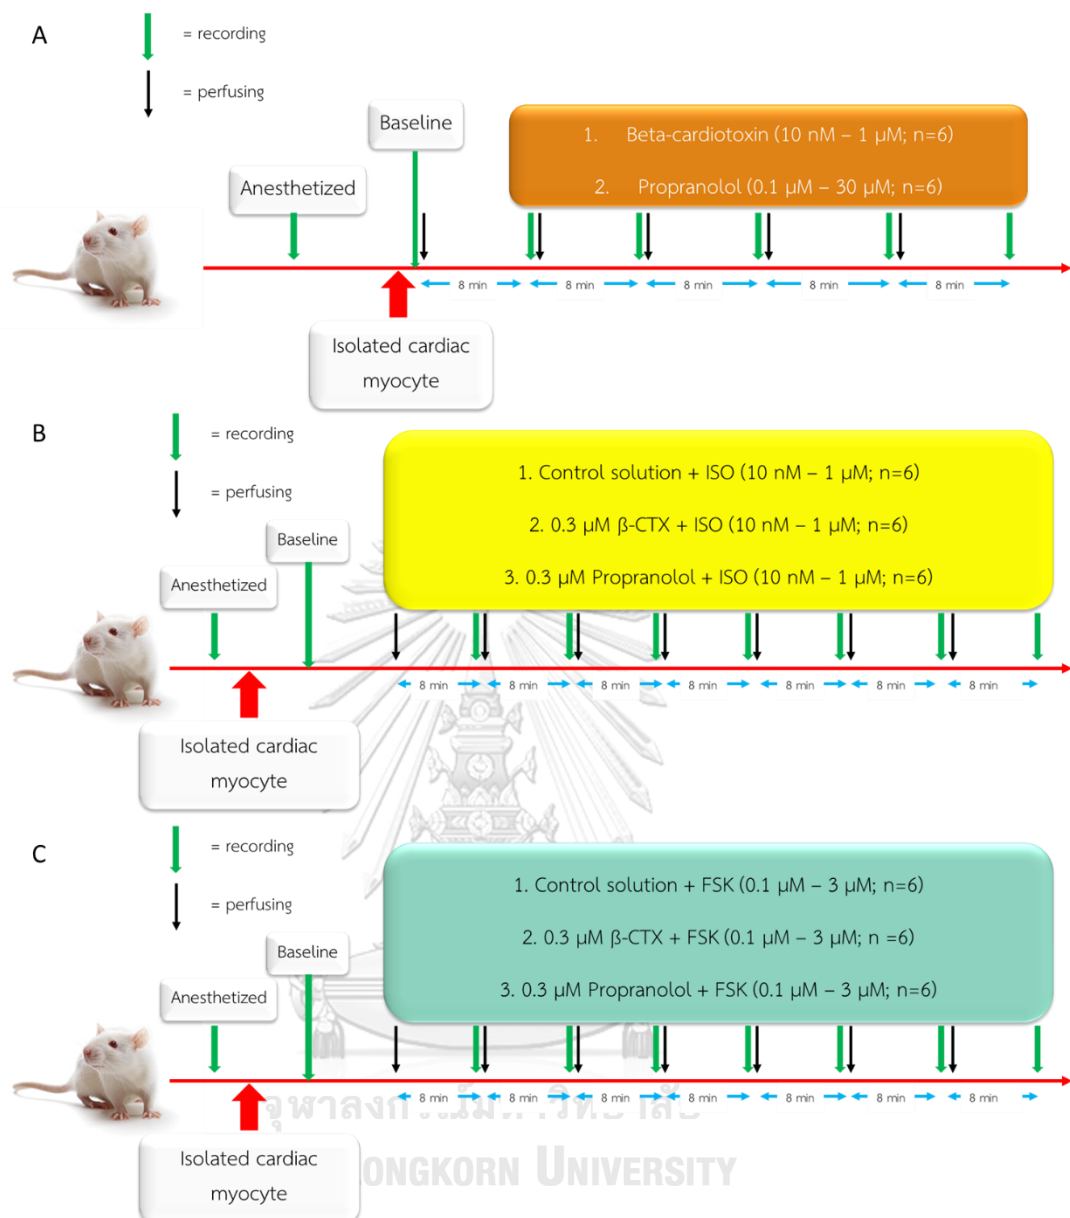 A
= recording
= perfusing
Baseline
Anesthetized
1. Beta-cardiotoxin (10 nM – 1 µM; n=6)
2. Propranolol (0.1 µM – 30 µM; n=6)
8 min 8 min 8 min 8 min 8 min
Isolated cardiac
myocyte
B
= recording
= perfusing
Baseline
Anesthetized
1. Control solution + ISO (10 nM – 1 µM; n=6)
2. 0.3 µM ß-CTX + ISO (10 nM – 1 µM; n=6)
3. 0.3 µM Propranolol + ISO (10 nM – 1 µM; n=6)
8 min 8 min 8 min 8 min 8 min 8 min 8 min
Isolated cardiac
myocyte
C
= recording
= perfusing
Baseline
Anesthetized
1. Control solution + FSK (0.1 µM – 3 µM; n=6)
2. 0.3 µM ß-CTX + FSK (0.1 µM – 3 µM; n =6)
3. 0.3 µM Propranolol + FSK (0.1 µM – 3 µM; n=6)
8 min 8 min 8 min 8 min 8 min 8 min 8 min
Isolated cardiac
myocyte
UNIVERSITY